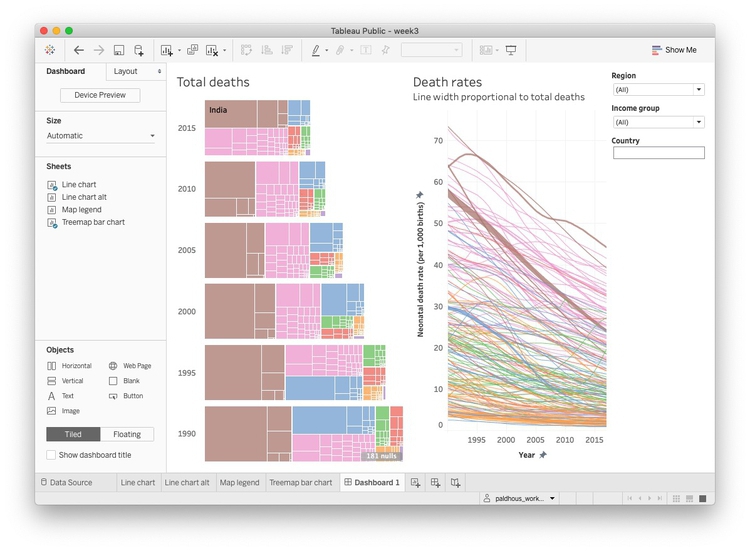 Tableau Public - week3
Show Me
Dashboard
Layout
Device Preview
Size
Automatic
Sheets
Line chart
Line chart alt
Map legend
Treemap bar chart
Objects
Horizontal
Web Page
Vertical
Blank
Text
Button
Image
Tiled
Floating
Show dashboard title
Total deaths
India
2015
2010
2005
2000
1995
1990
181 nulls
Death rates
Line width proportional to total deaths
Neonatal death rate (per 1,000 births)
70
60
50
40
30
20
10
0
1995
2000
2005
2010
2015
Year
Region
(All)
Income group
(All)
Country
Data Source
Line chart
Line chart alt
Map legend
Treemap bar chart
Dashboard 1
paldhous_work...